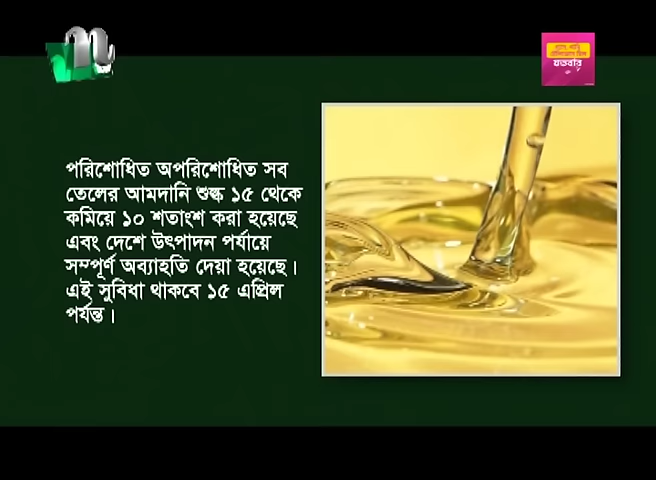 পরিশোধিত অপরিশোধিত সব
তেলের আমদানি শুল্ক ১৫ থেকে
কমিয়ে ১০ শতাংশ করা হয়েছে
এবং দেশে উৎপাদন পর্যায়ে
সম্পূর্ণ অব্যাহতি দেয়া হয়েছে।
এই সুবিধা থাকবে ১৫ এপ্রিল
পর্যন্ত।
যতবার